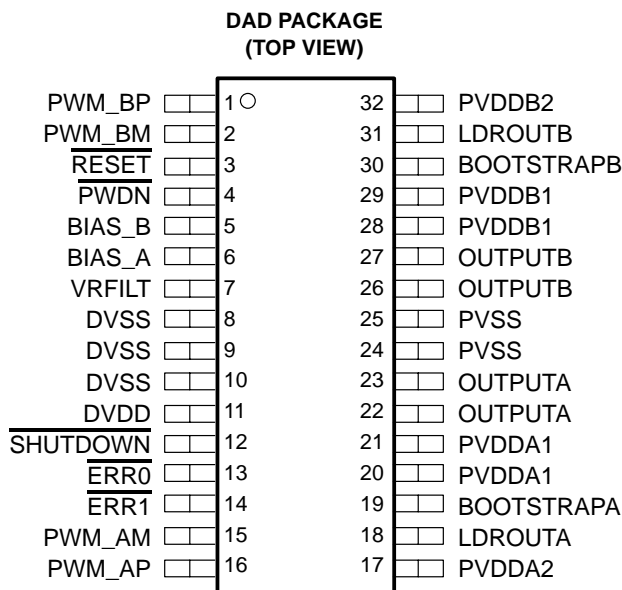 DAD PACKAGE
(TOP VIEW)
PWM_BP 1 32 PVDDB2
PWM_BM 2 31 LDROUTB
RESET 3 30 BOOTSTRAPB
PWDN 4 29 PVDDB1
BIAS_B 5 28 PVDDB1
BIAS_A 6 27 OUTPUTB
VRFILT 7 26 OUTPUTB
DVSS 8 25 PVSS
DVSS 9 24 PVSS
DVSS 10 23 OUTPUTA
DVDD 11 22 OUTPUTA
SHUTDOWN 12 21 PVDDA1
ERR0 13 20 PVDDA1
ERR1 14 19 BOOTSTRAPA
PWM_AM 15 18 LDROUTA
PWM_AP 16 17 PVDDA2